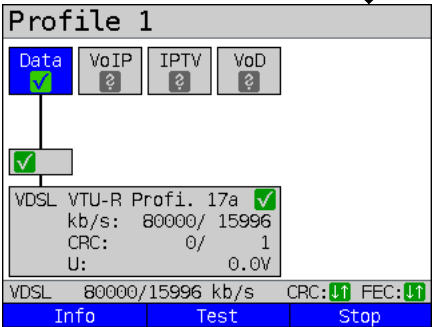 Profile 1
Data VoIP IPTV VoD
? ? ?
VDSL VTU-R Profi. 17a
kb/s: 80000/ 15996
CRC: 0/ 1
U: 0.0V
VDSL 80000/15996 kb/s CRC: FEC:
Info Test Stop